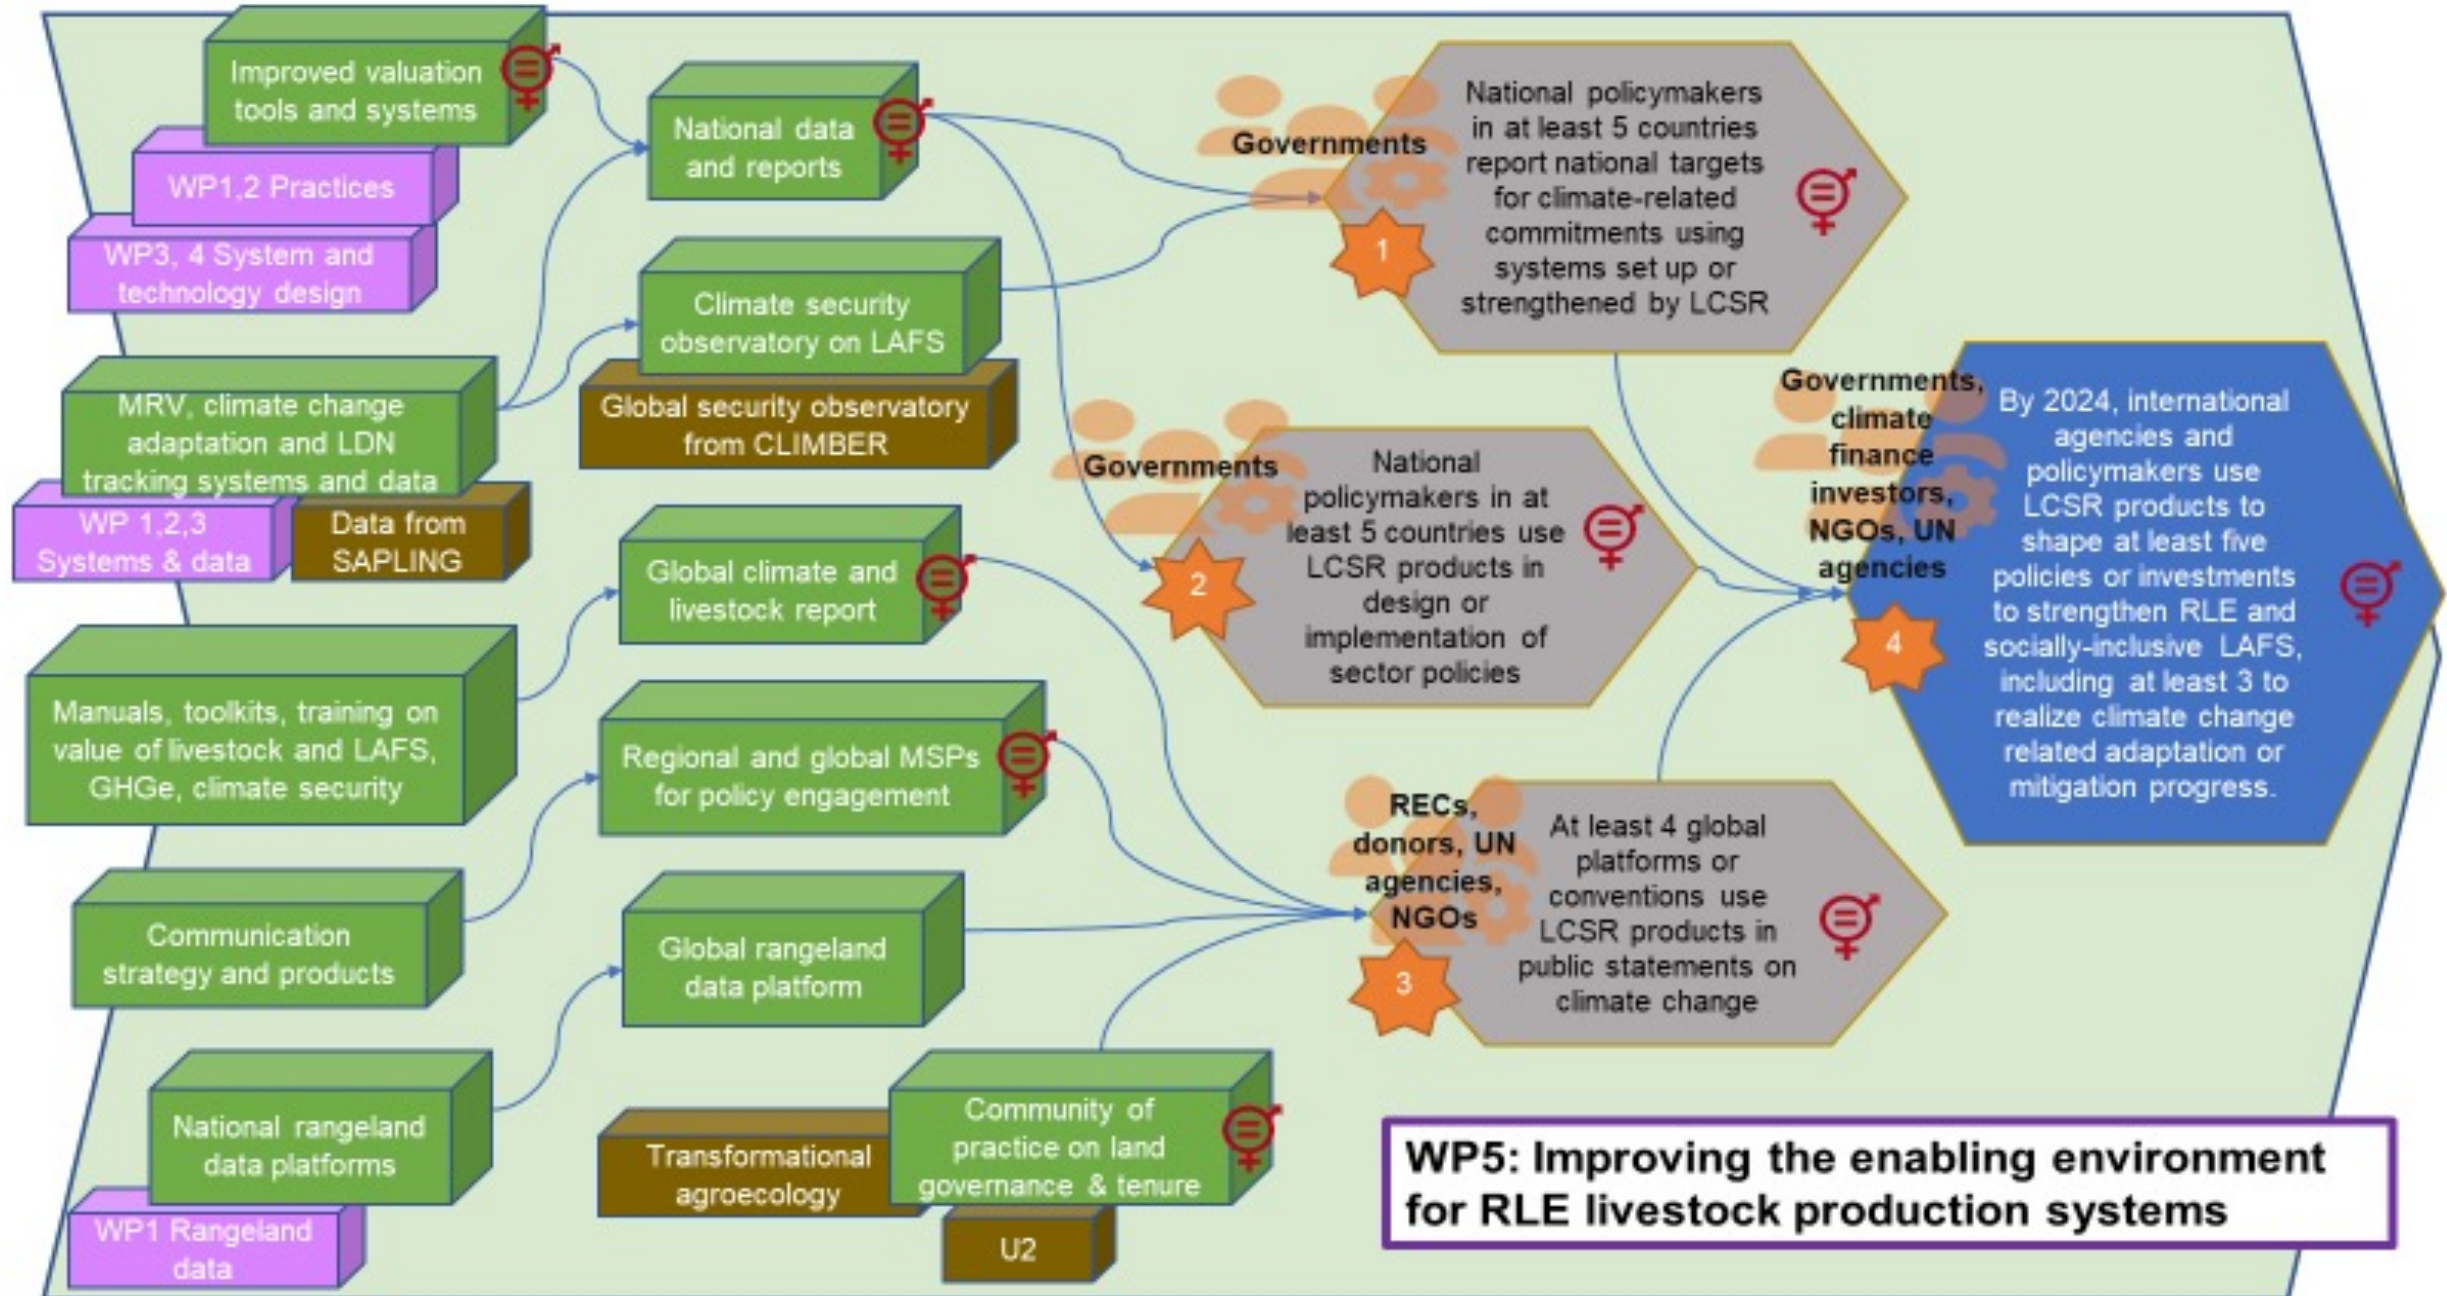 Improved valuation
tools and systems
WP1,2 Practices
WP3, 4 System and
technology design
MRV, climate change
adaptation and LDN
tracking systems and data
WP 1,2,3
Systems & data
Data from
SAPLING
Manuals, toolkits, training on
value of livestock and LAFS,
GHGe, climate security
Communication
strategy and products
National rangeland
data platforms
WP1 Rangeland
data
National data
and reports
Climate security
observatory on LAFS
Global security observatory
from CLIMBER
Global climate and
livestock report
Regional and global MSPs
for policy engagement
Global rangeland
data platform
Transformational
agroecology
Community of
practice on land
governance & tenure
U2
Governments
National policymakers
in at least 5 countries
report national targets
for climate-related
commitments using
systems set up or
strengthened by LCSR
1
Governments
National
policymakers in at
least 5 countries use
LCSR products in
design or
implementation of
sector policies
2
RECs,
donors, UN
agencies,
NGOs
At least 4 global
platforms or
conventions use
LCSR products in
public statements on
climate change
3
Governments,
climate
finance
investors,
NGOs, UN
agencies
By 2024, international
agencies and
policymakers use
LCSR products to
shape at least five
policies or investments
to strengthen RLE and
socially-inclusive LAFS,
including at least 3 to
realize climate change
related adaptation or
mitigation progress.
4
WP5: Improving the enabling environment
for RLE livestock production systems